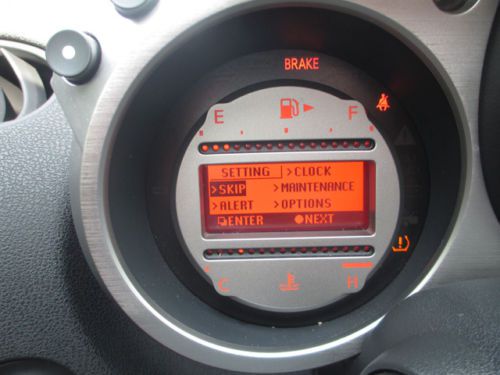 BRAKE
E F
SETTING >CLOCK
>SKIP >MAINTENANCE
>ALERT >OPTIONS
ENTER NEXT
C H